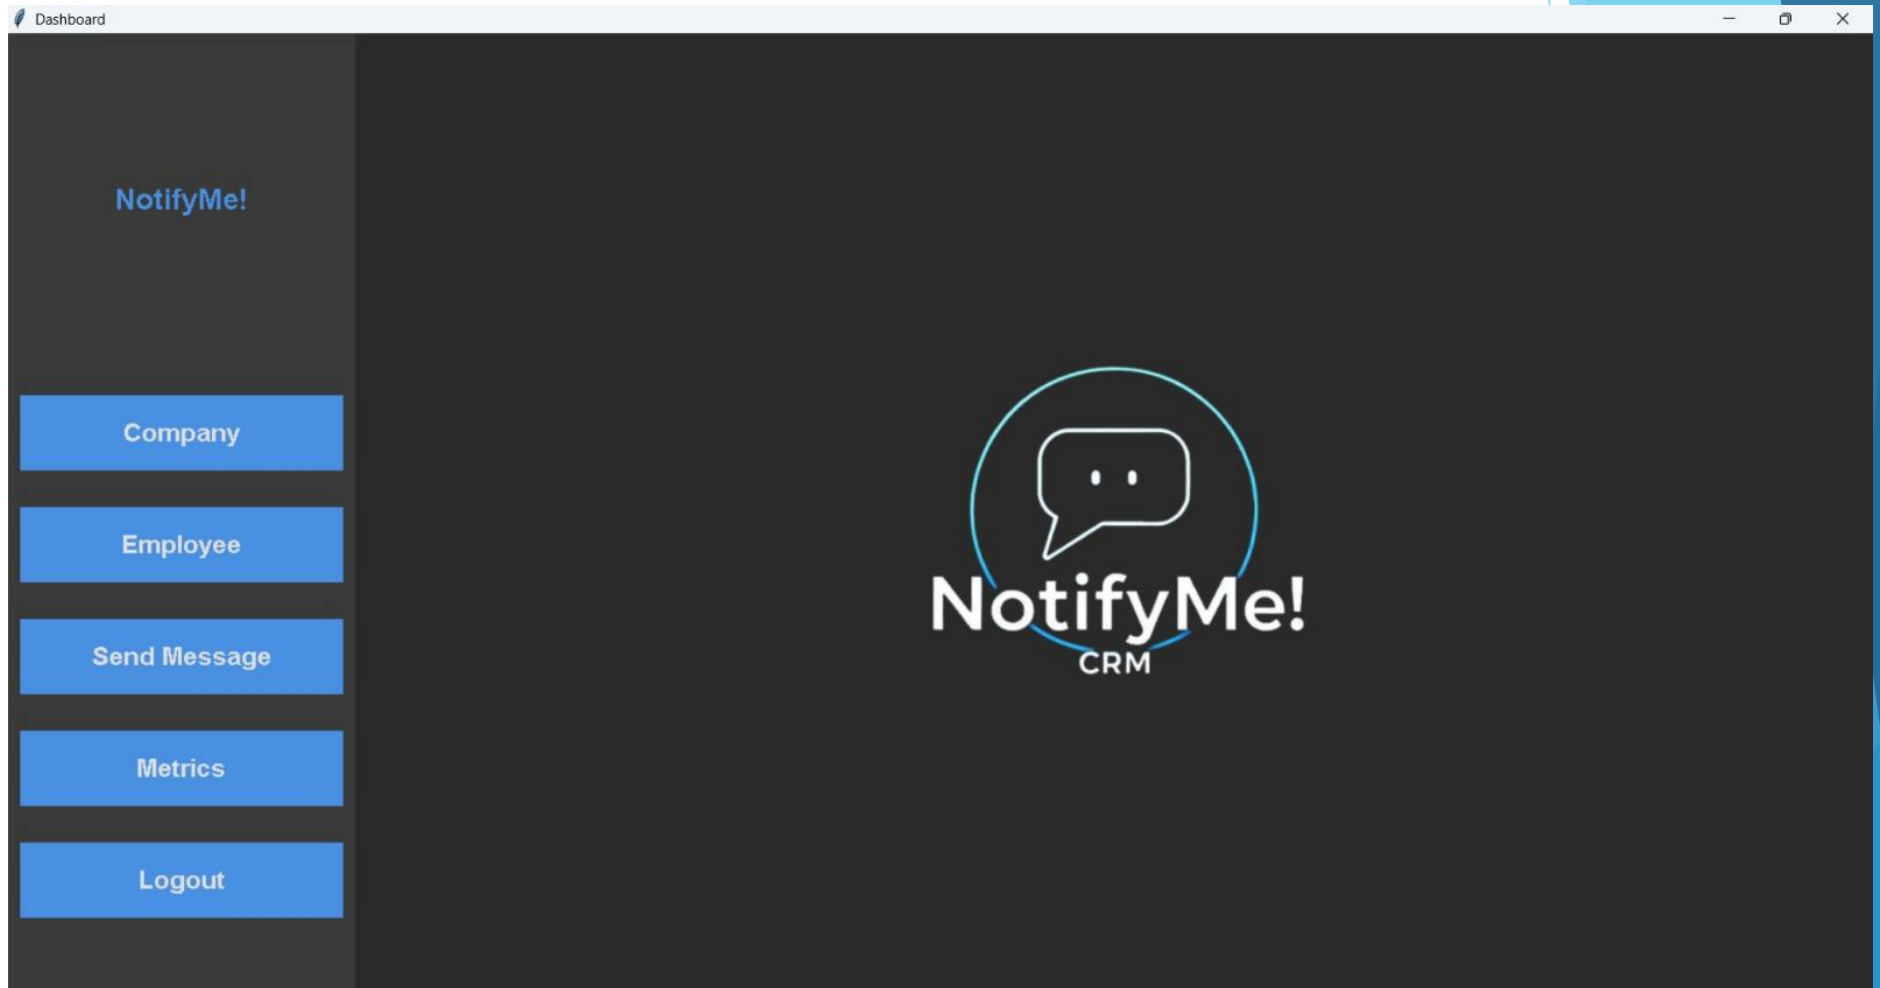 Dashboard
NotifyMe!
Company
Employee
Send Message
Metrics
Logout
NotifyMe!
CRM